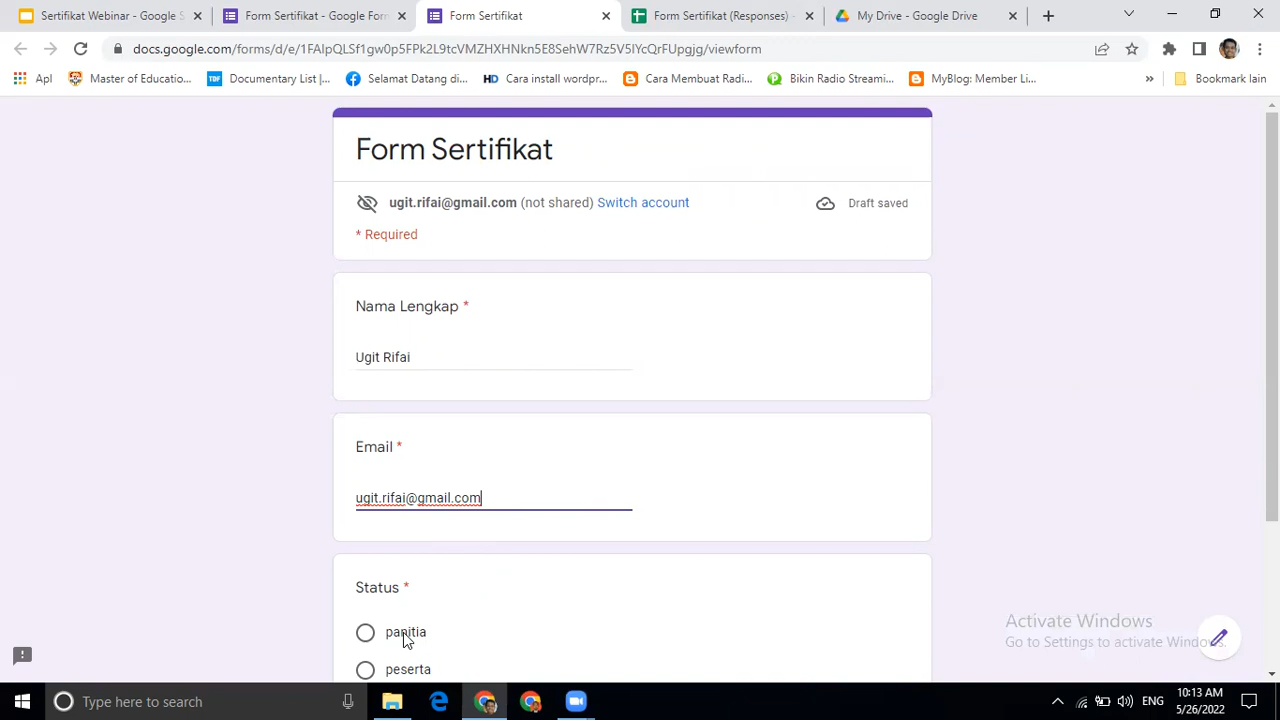 Sertifikat Webinar - Google S
Form Sertifikat - Google Form
Form Sertifikat
Form Sertifikat (Responses) -
My Drive - Google Drive
docs.google.com/forms/d/e/1FAIpQLSf1gw0p5FPk2L9tcVMZHXHNkn5E8SehW7Rz5V5lYcQrFUpgjg/viewform
Apl
Master of Educatio...
TDF
Documentary List |...
Selamat Datang di...
HD
Cara install wordpr...
Cara Membuat Radi...
Bikin Radio Streami...
MyBlog: Member Li...
»
Bookmark lain
Form Sertifikat
ugit.rifai@gmail.com (not shared) Switch account
Draft saved
* Required
Nama Lengkap *
Ugit Rifai
Email *
ugit.rifai@gmail.com
Status *
panitia
peserta
Activate Windows
Go to Settings to activate Windows.
Type here to search
ENG
10:13 AM
5/26/2022